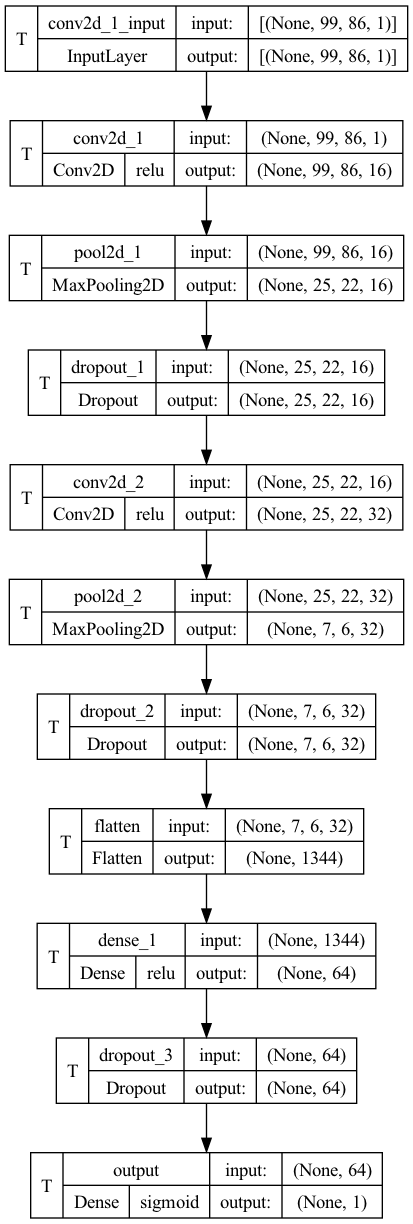 T conv2d_1_input input: [(None, 99, 86, 1)]
InputLayer output: [(None, 99, 86, 1)]
T conv2d_1 input: (None, 99, 86, 1)
Conv2D relu output: (None, 99, 86, 16)
T pool2d_1 input: (None, 99, 86, 16)
MaxPooling2D output: (None, 25, 22, 16)
T dropout_1 input: (None, 25, 22, 16)
Dropout output: (None, 25, 22, 16)
T conv2d_2 input: (None, 25, 22, 16)
Conv2D relu output: (None, 25, 22, 32)
T pool2d_2 input: (None, 25, 22, 32)
MaxPooling2D output: (None, 7, 6, 32)
T dropout_2 input: (None, 7, 6, 32)
Dropout output: (None, 7, 6, 32)
T flatten input: (None, 7, 6, 32)
Flatten output: (None, 1344)
T dense_1 input: (None, 1344)
Dense relu output: (None, 64)
T dropout_3 input: (None, 64)
Dropout output: (None, 64)
T output input: (None, 64)
Dense sigmoid output: (None, 1)